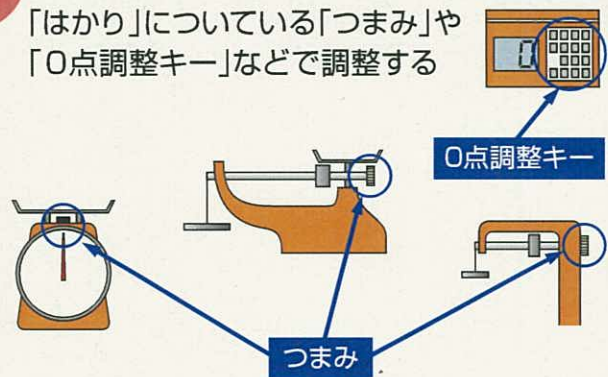 「はかり」についている「つまみ」や
「0点調整キー」などで調整する
0
0点調整キー
つまみ